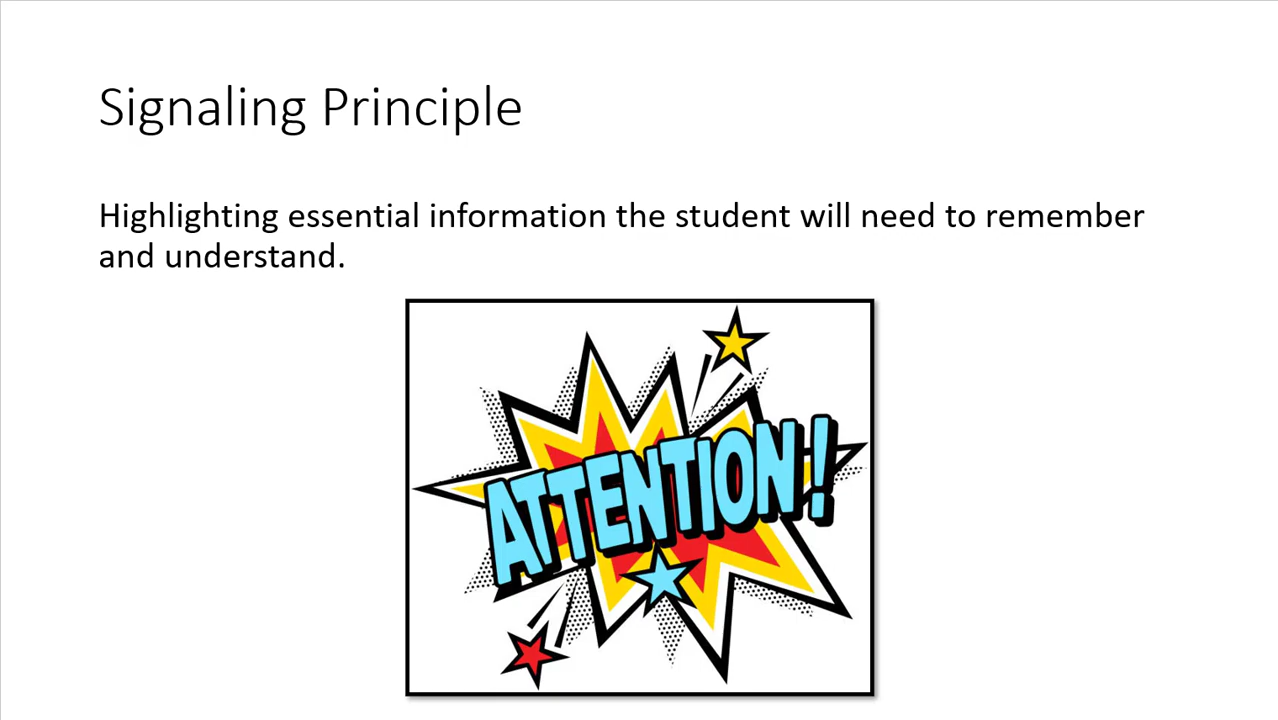 Signaling Principle
Highlighting essential information the student will need to remember
and understand.
ATTENTION!